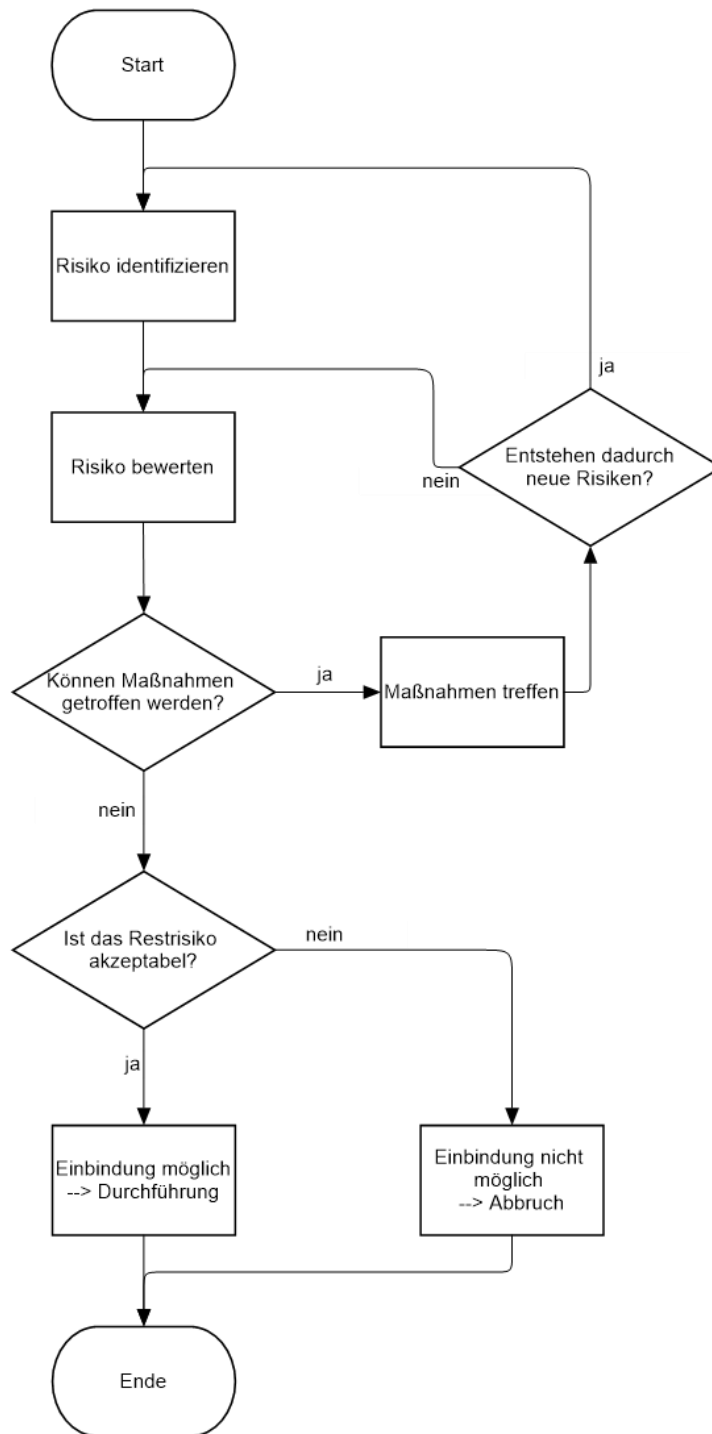 Start
Risiko identifizieren
ja
Risiko bewerten
Entstehen dadurch
neue Risiken?
nein
Können Maßnahmen
getroffen werden?
ja
Maßnahmen treffen
nein
Ist das Restrisiko
akzeptabel?
nein
ja
Einbindung möglich
--> Durchführung
Einbindung nicht
möglich
--> Abbruch
Ende